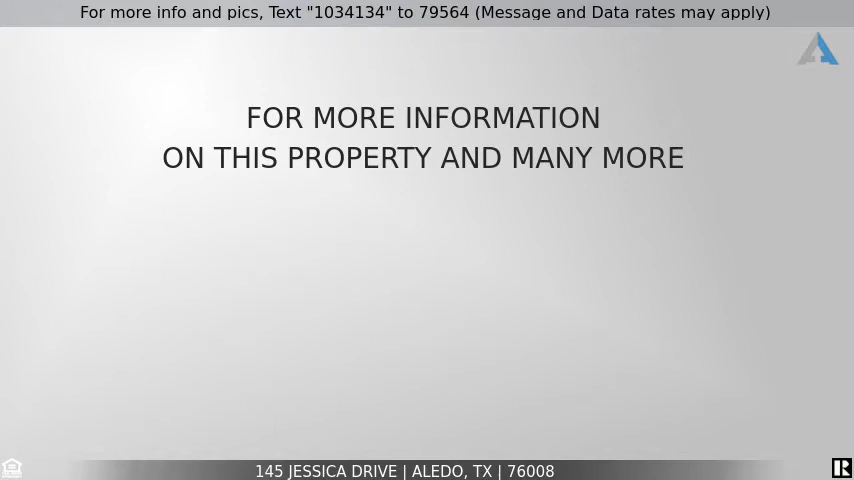 For more info and pics, Text "1034134" to 79564 (Message and Data rates may apply)
FOR MORE INFORMATION
ON THIS PROPERTY AND MANY MORE
145 JESSICA DRIVE | ALEDO, TX | 76008